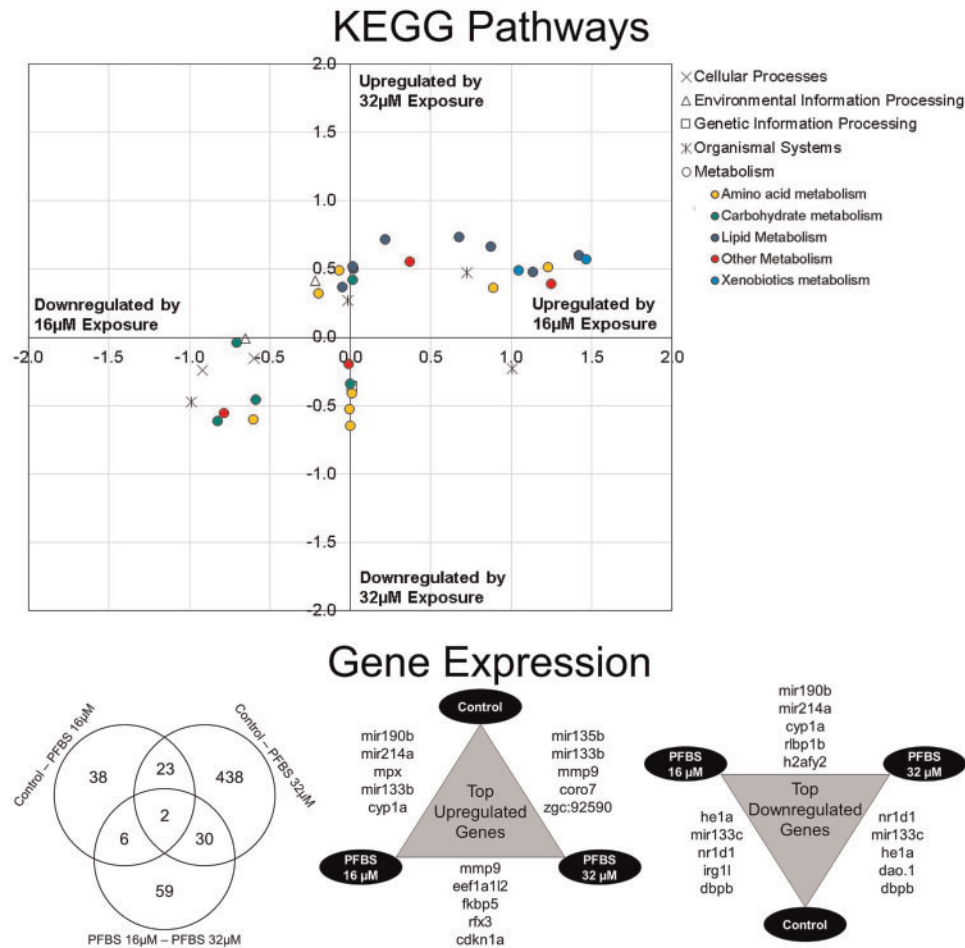 KEGG Pathways
2.0
Upregulated by
32µM Exposure
1.5
1.0
0.5
Downregulated by
16µM Exposure
Upregulated by
16µM Exposure
0.0
-2.0
-1.5
-1.0
-0.5
0.0
0.5
1.0
1.5
2.0
-0.5
-1.0
-1.5
Downregulated by
32µM Exposure
-2.0
Cellular Processes
Environmental Information Processing
Genetic Information Processing
Organismal Systems
Metabolism
Amino acid metabolism
Carbohydrate metabolism
Lipid Metabolism
Other Metabolism
Xenobiotics metabolism
Gene Expression
Control – PFBS 16µM
Control – PFBS 32µM
38
23
438
2
6
30
59
PFBS 16µM – PFBS 32µM
Control
mir190b
mir214a
mpx
mir133b
cyp1a
mir135b
mir133b
mmp9
coro7
zgc:92590
Top
Upregulated
Genes
PFBS
16 µM
PFBS
32 µM
mmp9
eef1a1l2
fkbp5
rfx3
cdkn1a
mir190b
mir214a
cyp1a
rlbp1b
h2afy2
PFBS
16 µM
PFBS
32 µM
Top
Downregulated
Genes
he1a
mir133c
nr1d1
irg1l
dbpb
nr1d1
mir133c
he1a
dao.1
dbpb
Control